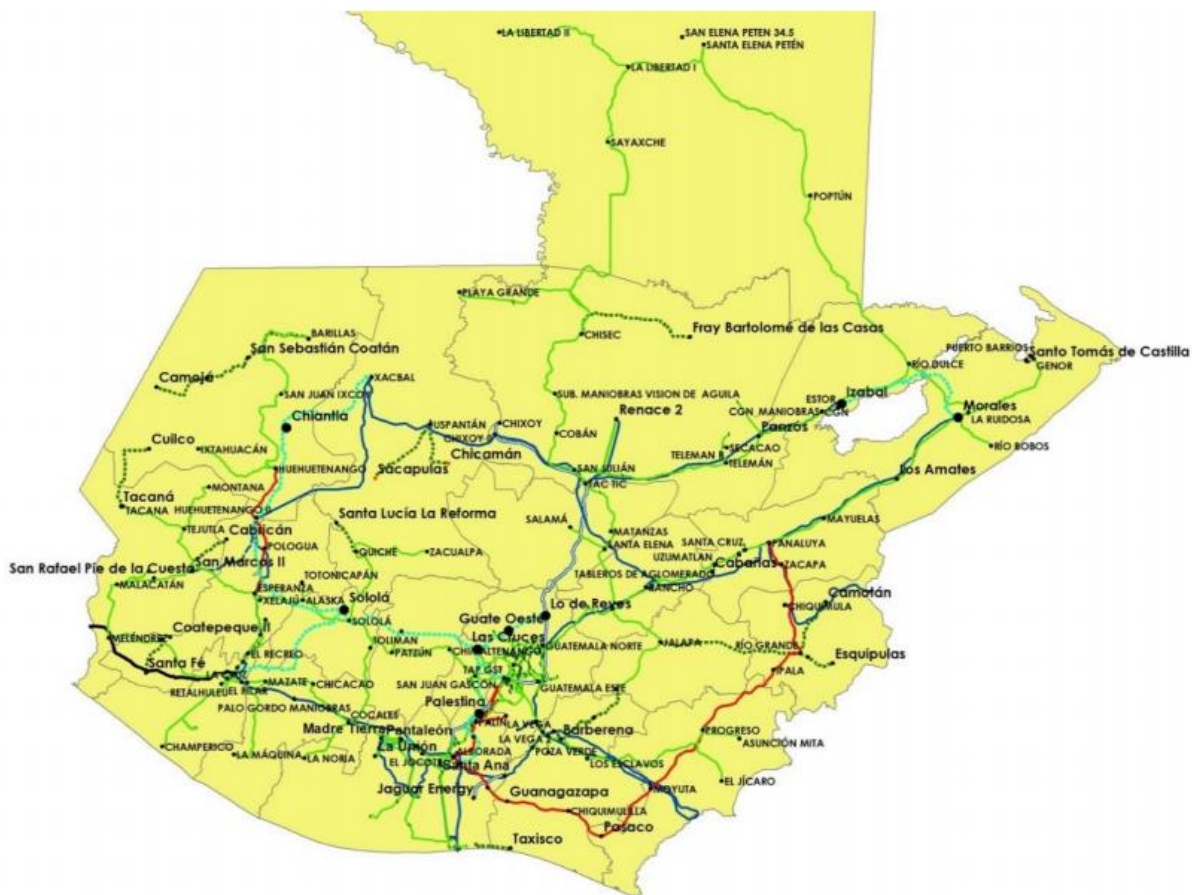 LA LIBERTAD II
SAN ELENA PETEN 34.5
SANTA ELENA PETÉN
LA LIBERTAD I
SAYAXCHE
POPTÚN
PLAYA GRANDE
CHISEC
Fray Bartolomé de las Casas
BARILLAS
San Sebastián Coatán
PUERTO BARRIOS
Santo Tomás de Castilla
GENOR
RÍO DULCE
Camojá
XACBAL
SAN JUAN IXCOY
SUB. MANIOBRAS VISION DE AGUILA
ESTOR
Izabal
CGN MANIOBRAS
CGN
Morales
LA RUIDOSA
Renace 2
Chiantla
USPANTÁN
CHIXOY
CHIXOY II
COBÁN
Panzos
RÍO BOBOS
Cuilco
IXTAHUACÁN
Chicamán
SECACAO
TELEMAN II
TELEMÁN
HUEHUETENANGO
Sacapulas
SAN JULIÁN
TAC TIC
Los Amates
MONTANA
Tacaná
TACANA
HUEHUETENANGO II
Santa Lucía La Reforma
MAYUELAS
TEJUTLA
Cabricán
SALAMÁ
MATANZAS
POLOGUA
QUICHE
ZACUALPA
SANTA ELENA
SANTA CRUZ
PANALUYA
UZUMATLAN
San Rafael Pie de la Cuesta
San Marcos II
TABLEROS DE AGLOMERADO
Cabañas
ZACAPA
MALACATÁN
TOTONICAPÁN
RANCHO
ESPERANZA
Camotán
XELAJÚ
ALASKA
Sololá
Lo de Reyes
CHIQUIMULA
Guate Oeste
SOLOLÁ
Coatepeque II
MELÉNDREZ
TOLIMAN
Las Cruces
GUATEMALA NORTE
JALAPA
RÍO GRANDE
PATZÚN
CHIMALTENANGO
Esquipulas
EL RECREO
Santa Fé
IPALA
TAP GST
SAN JUAN GASCON
GUATEMALA ESTE
MAZATE
CHICACAO
RETALHULEU
EL PILAR
PALO GORDO MANIOBRAS
Palestina
COCALES
PALIN
LA VEGA
Madre Tierra
Pantaleón
LA VEGA II
Barberena
PROGRESO
ASUNCIÓN MITA
CHAMPERICO
LA MÁQUINA
LA NORIA
La Unión
EL JOCOTE
ALBORADA
POZA VERDE
Santa Ana
LOS ESCLAVOS
EL JÍCARO
Jaguar Energy
Guanagazapa
MOYUTA
CHIQUIMULILLA
Pasaco
Taxisco